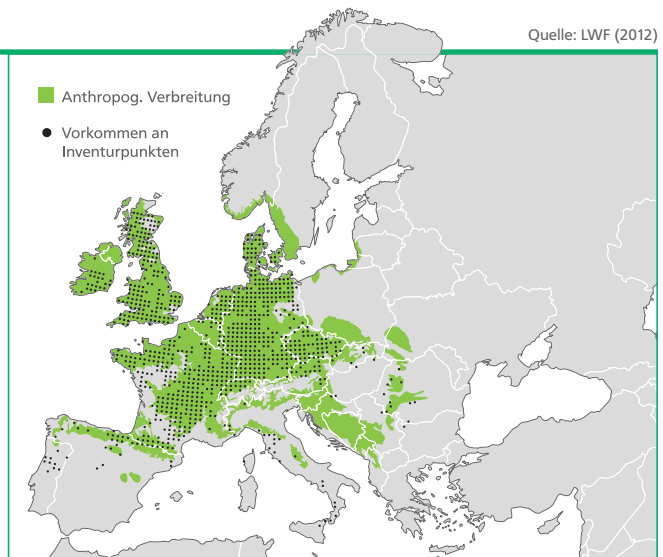 Quelle: LWF (2012)
Anthropog. Verbreitung
Vorkommen an
Inventurpunkten